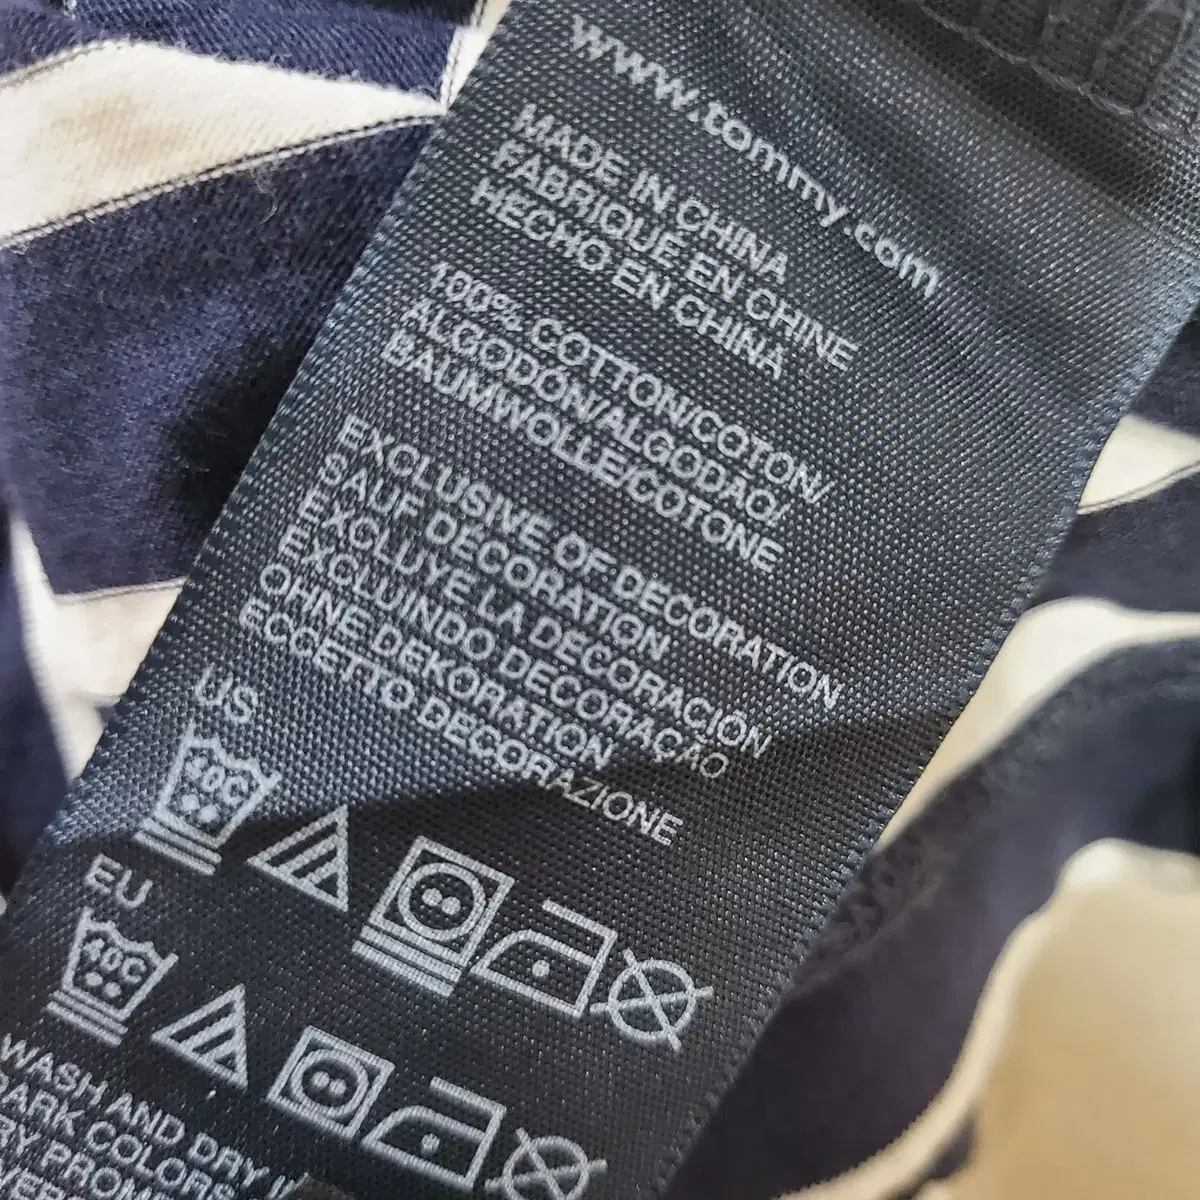 www.tommy.com
MADE IN CHINA
FABRIQUÉ EN CHINE
HECHO EN CHINA
100% COTTON/COTON/
ALGODÓN/ALGODÃO/
BAUMWOLLE/COTONE
EXCLUSIVE OF DECORATION
SAUF DECORATION
EXCLUYE LA DECORACIÓN
EXCLUINDO DECORAÇAO
OHNE DEKORATION
ECCETTO DECORAZIONE
US
40C
EU
40C
WASH AND DRY
DARK COLORS